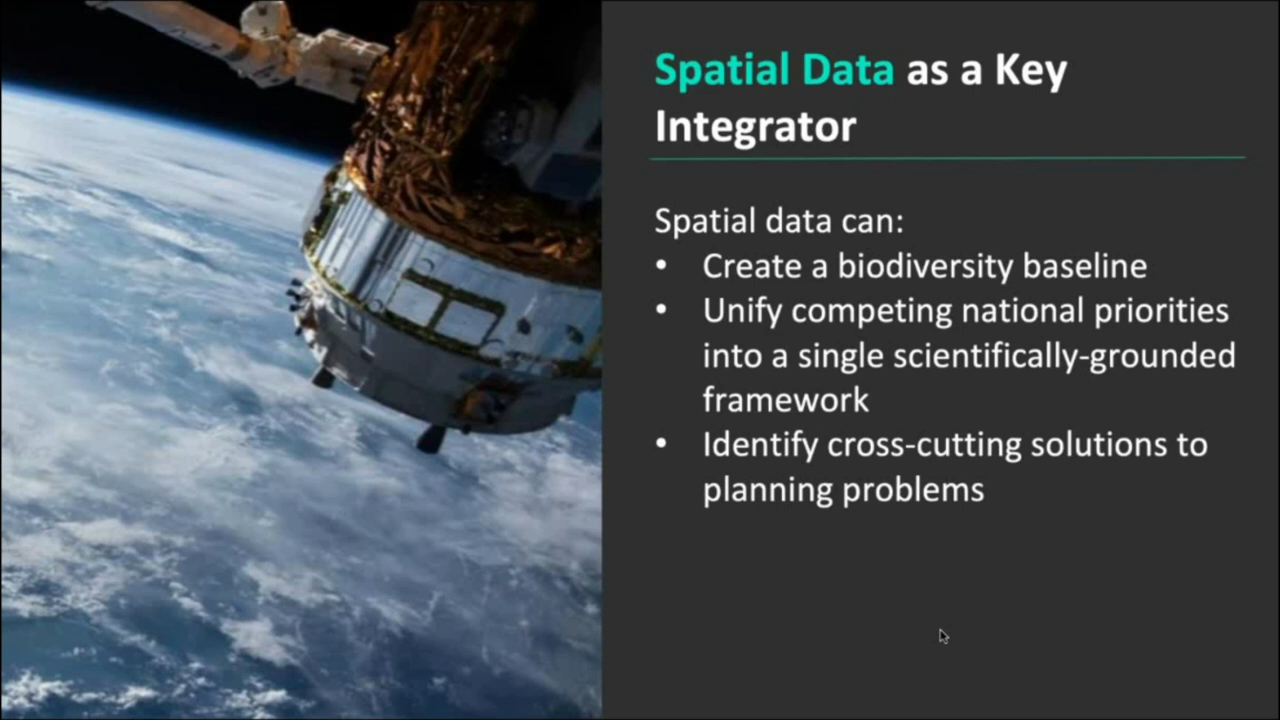 Spatial Data as a Key
Integrator
Spatial data can:
• Create a biodiversity baseline
• Unify competing national priorities
into a single scientifically-grounded
framework
• Identify cross-cutting solutions to
planning problems